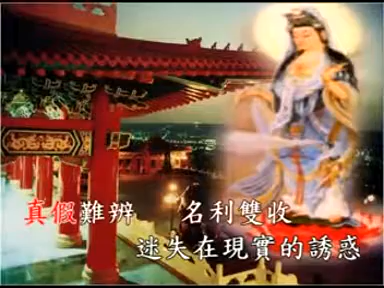 真假難辨 名利雙收
迷失在現實的誘惑